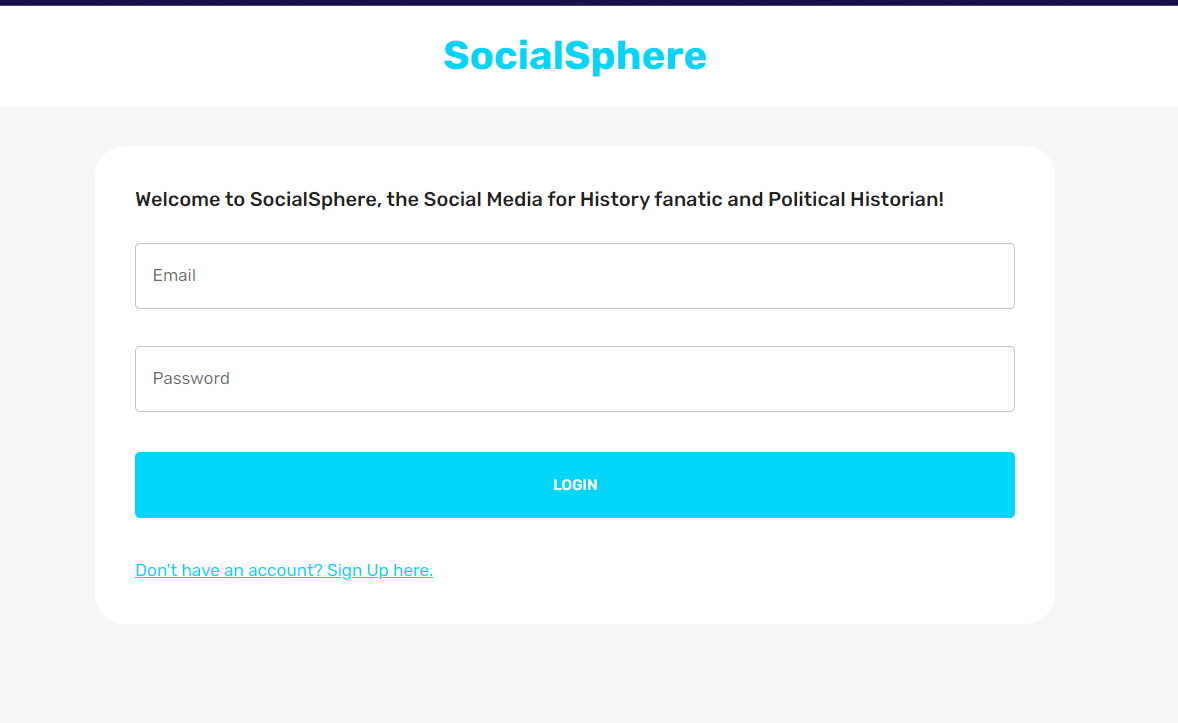 SocialSphere
Welcome to SocialSphere, the Social Media for History fanatic and Political Historian!
Email
Password
LOGIN
Don't have an account? Sign Up here.